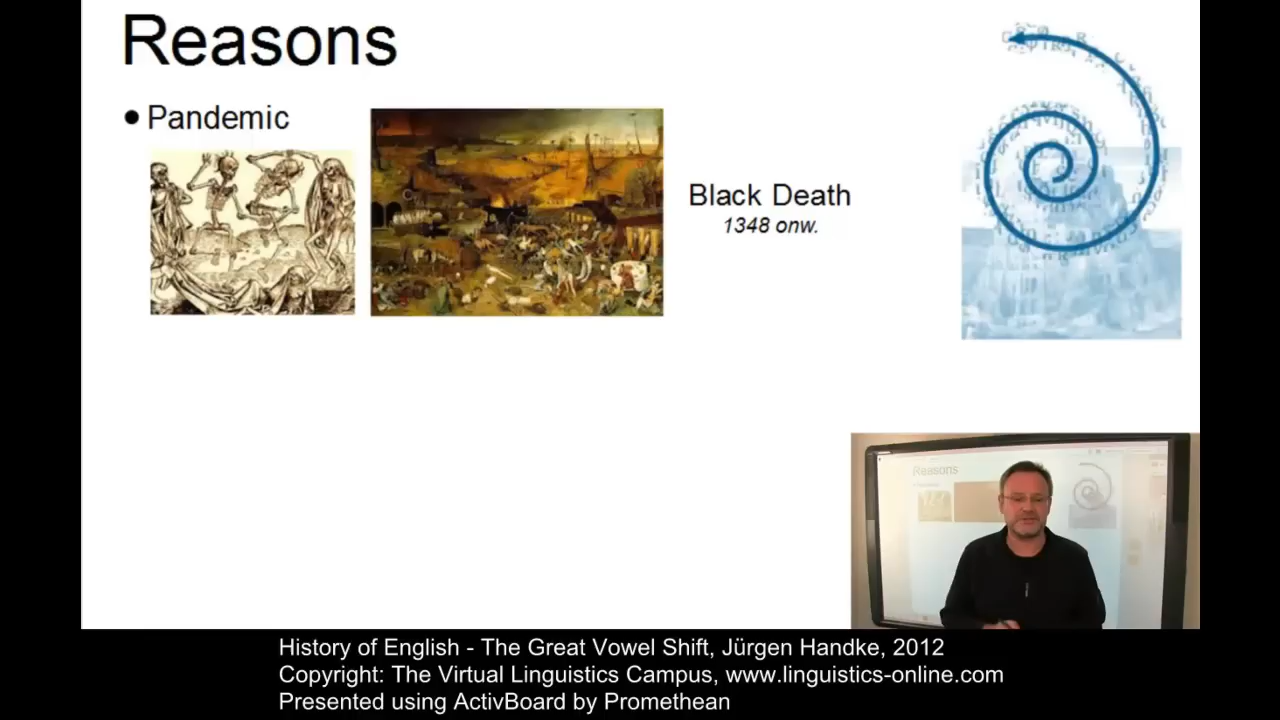 Reasons
• Pandemic
Black Death
1348 onw.
Reasons
History of English - The Great Vowel Shift, Jürgen Handke, 2012
Copyright: The Virtual Linguistics Campus, www.linguistics-online.com
Presented using ActivBoard by Promethean